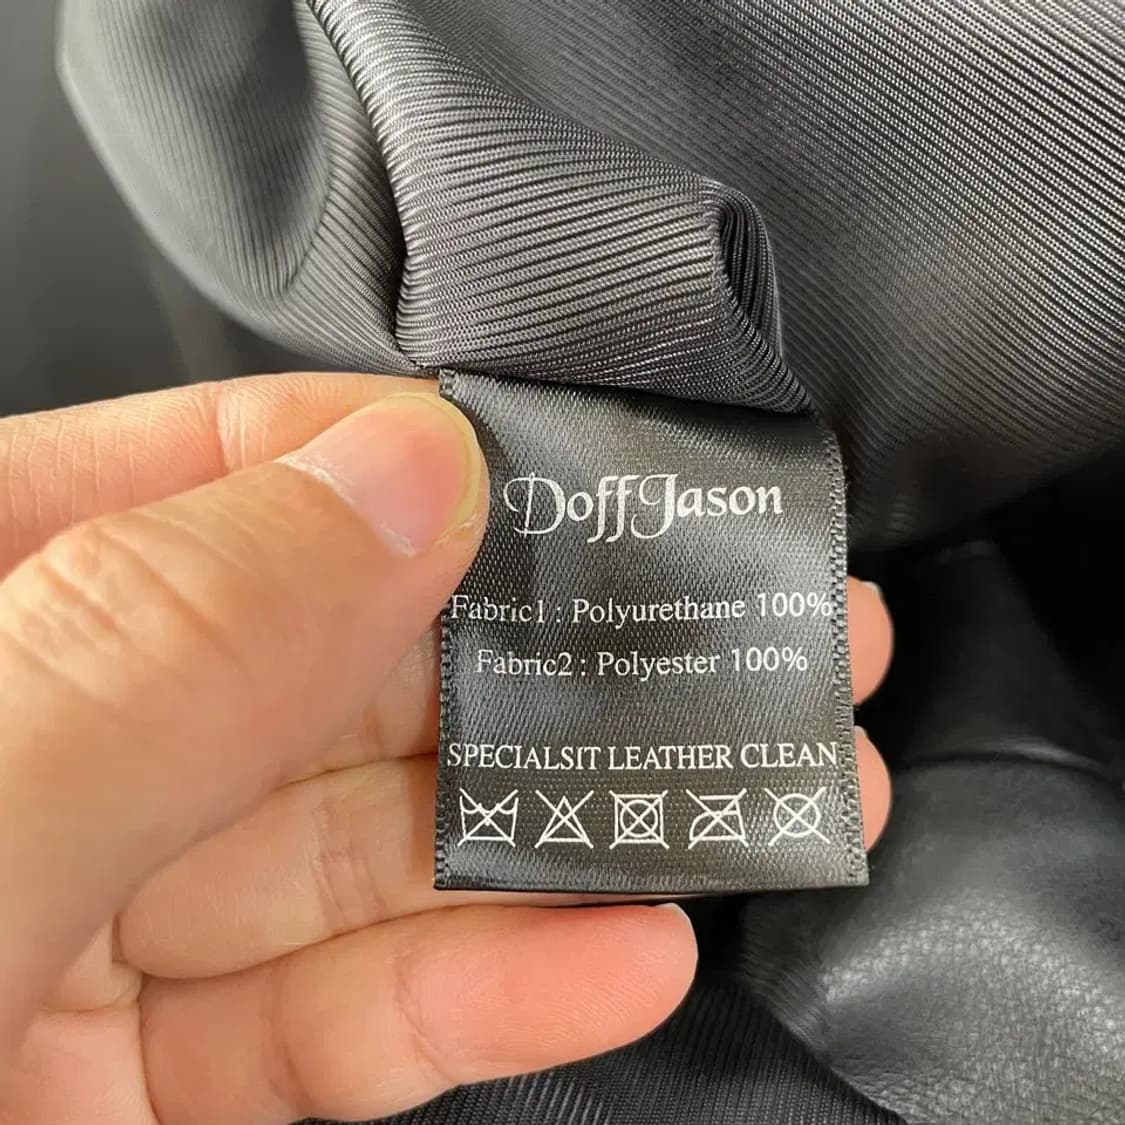 DoffJason
Fabric1 : Polyurethane 100%
Fabric2 : Polyester 100%
SPECIALSIT LEATHER CLEAN